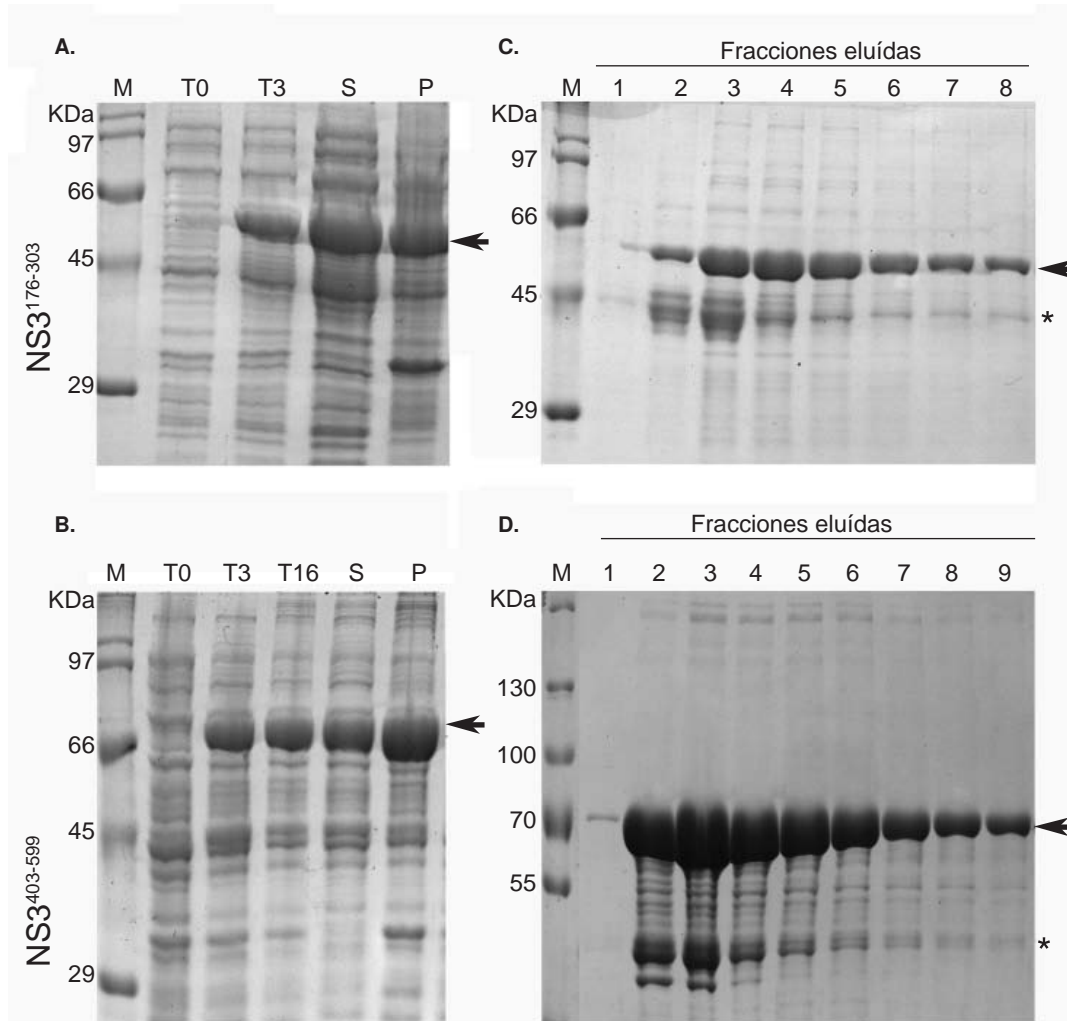 A.
M T0 T3 S P
KDa
97
66
45
29
NS3176-303
C.
Fracciones eluídas
M 1 2 3 4 5 6 7 8
97
66
45
29
*
B.
M T0 T3 T16 S P
KDa
97
66
45
29
NS3403-599
D.
Fracciones eluídas
M 1 2 3 4 5 6 7 8 9
KDa
130
100
70
55
*